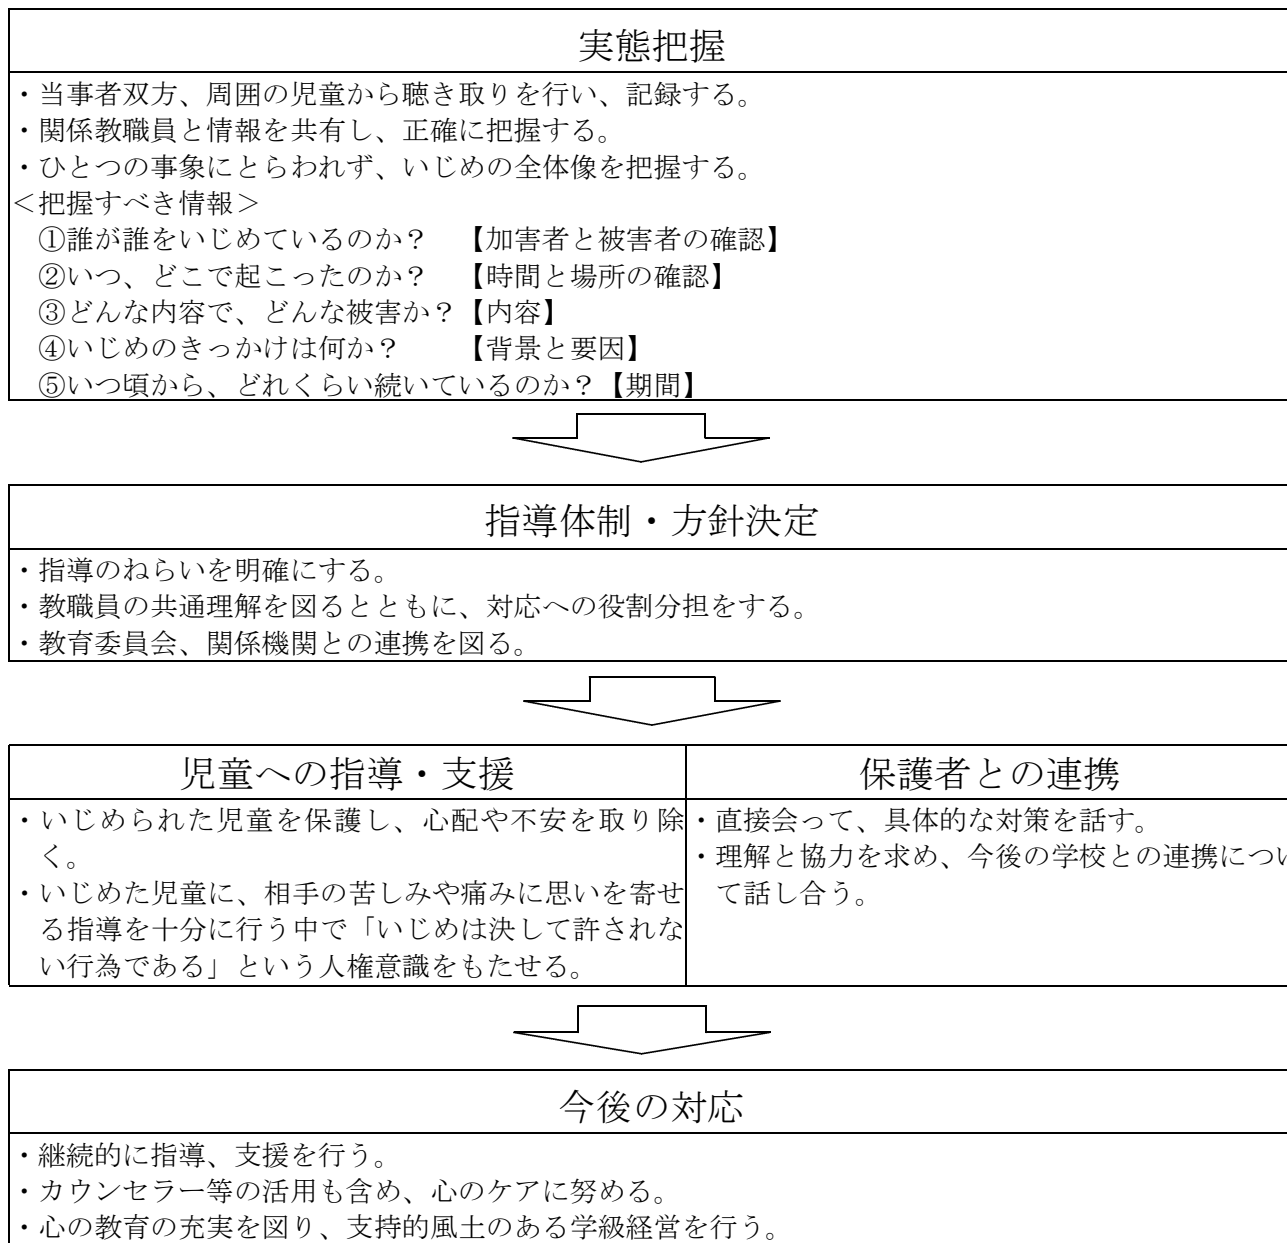 実態把握
・当事者双方、周囲の児童から聴き取りを行い、記録する。
・関係教職員と情報を共有し、正確に把握する。
・ひとつの事象にとらわれず、いじめの全体像を把握する。
＜把握すべき情報＞
①誰が誰をいじめているのか？　【加害者と被害者の確認】
②いつ、どこで起こったのか？　【時間と場所の確認】
③どんな内容で、どんな被害か？【内容】
④いじめのきっかけは何か？　　【背景と要因】
⑤いつ頃から、どれくらい続いているのか？【期間】
指導体制・方針決定
・指導のねらいを明確にする。
・教職員の共通理解を図るとともに、対応への役割分担をする。
・教育委員会、関係機関との連携を図る。
児童への指導・支援
・いじめられた児童を保護し、心配や不安を取り除
く。
・いじめた児童に、相手の苦しみや痛みに思いを寄せ
る指導を十分に行う中で「いじめは決して許されな
い行為である」という人権意識をもたせる。
保護者との連携
・直接会って、具体的な対策を話す。
・理解と協力を求め、今後の学校との連携につい
て話し合う。
今後の対応
・継続的に指導、支援を行う。
・カウンセラー等の活用も含め、心のケアに努める。
・心の教育の充実を図り、支持的風土のある学級経営を行う。